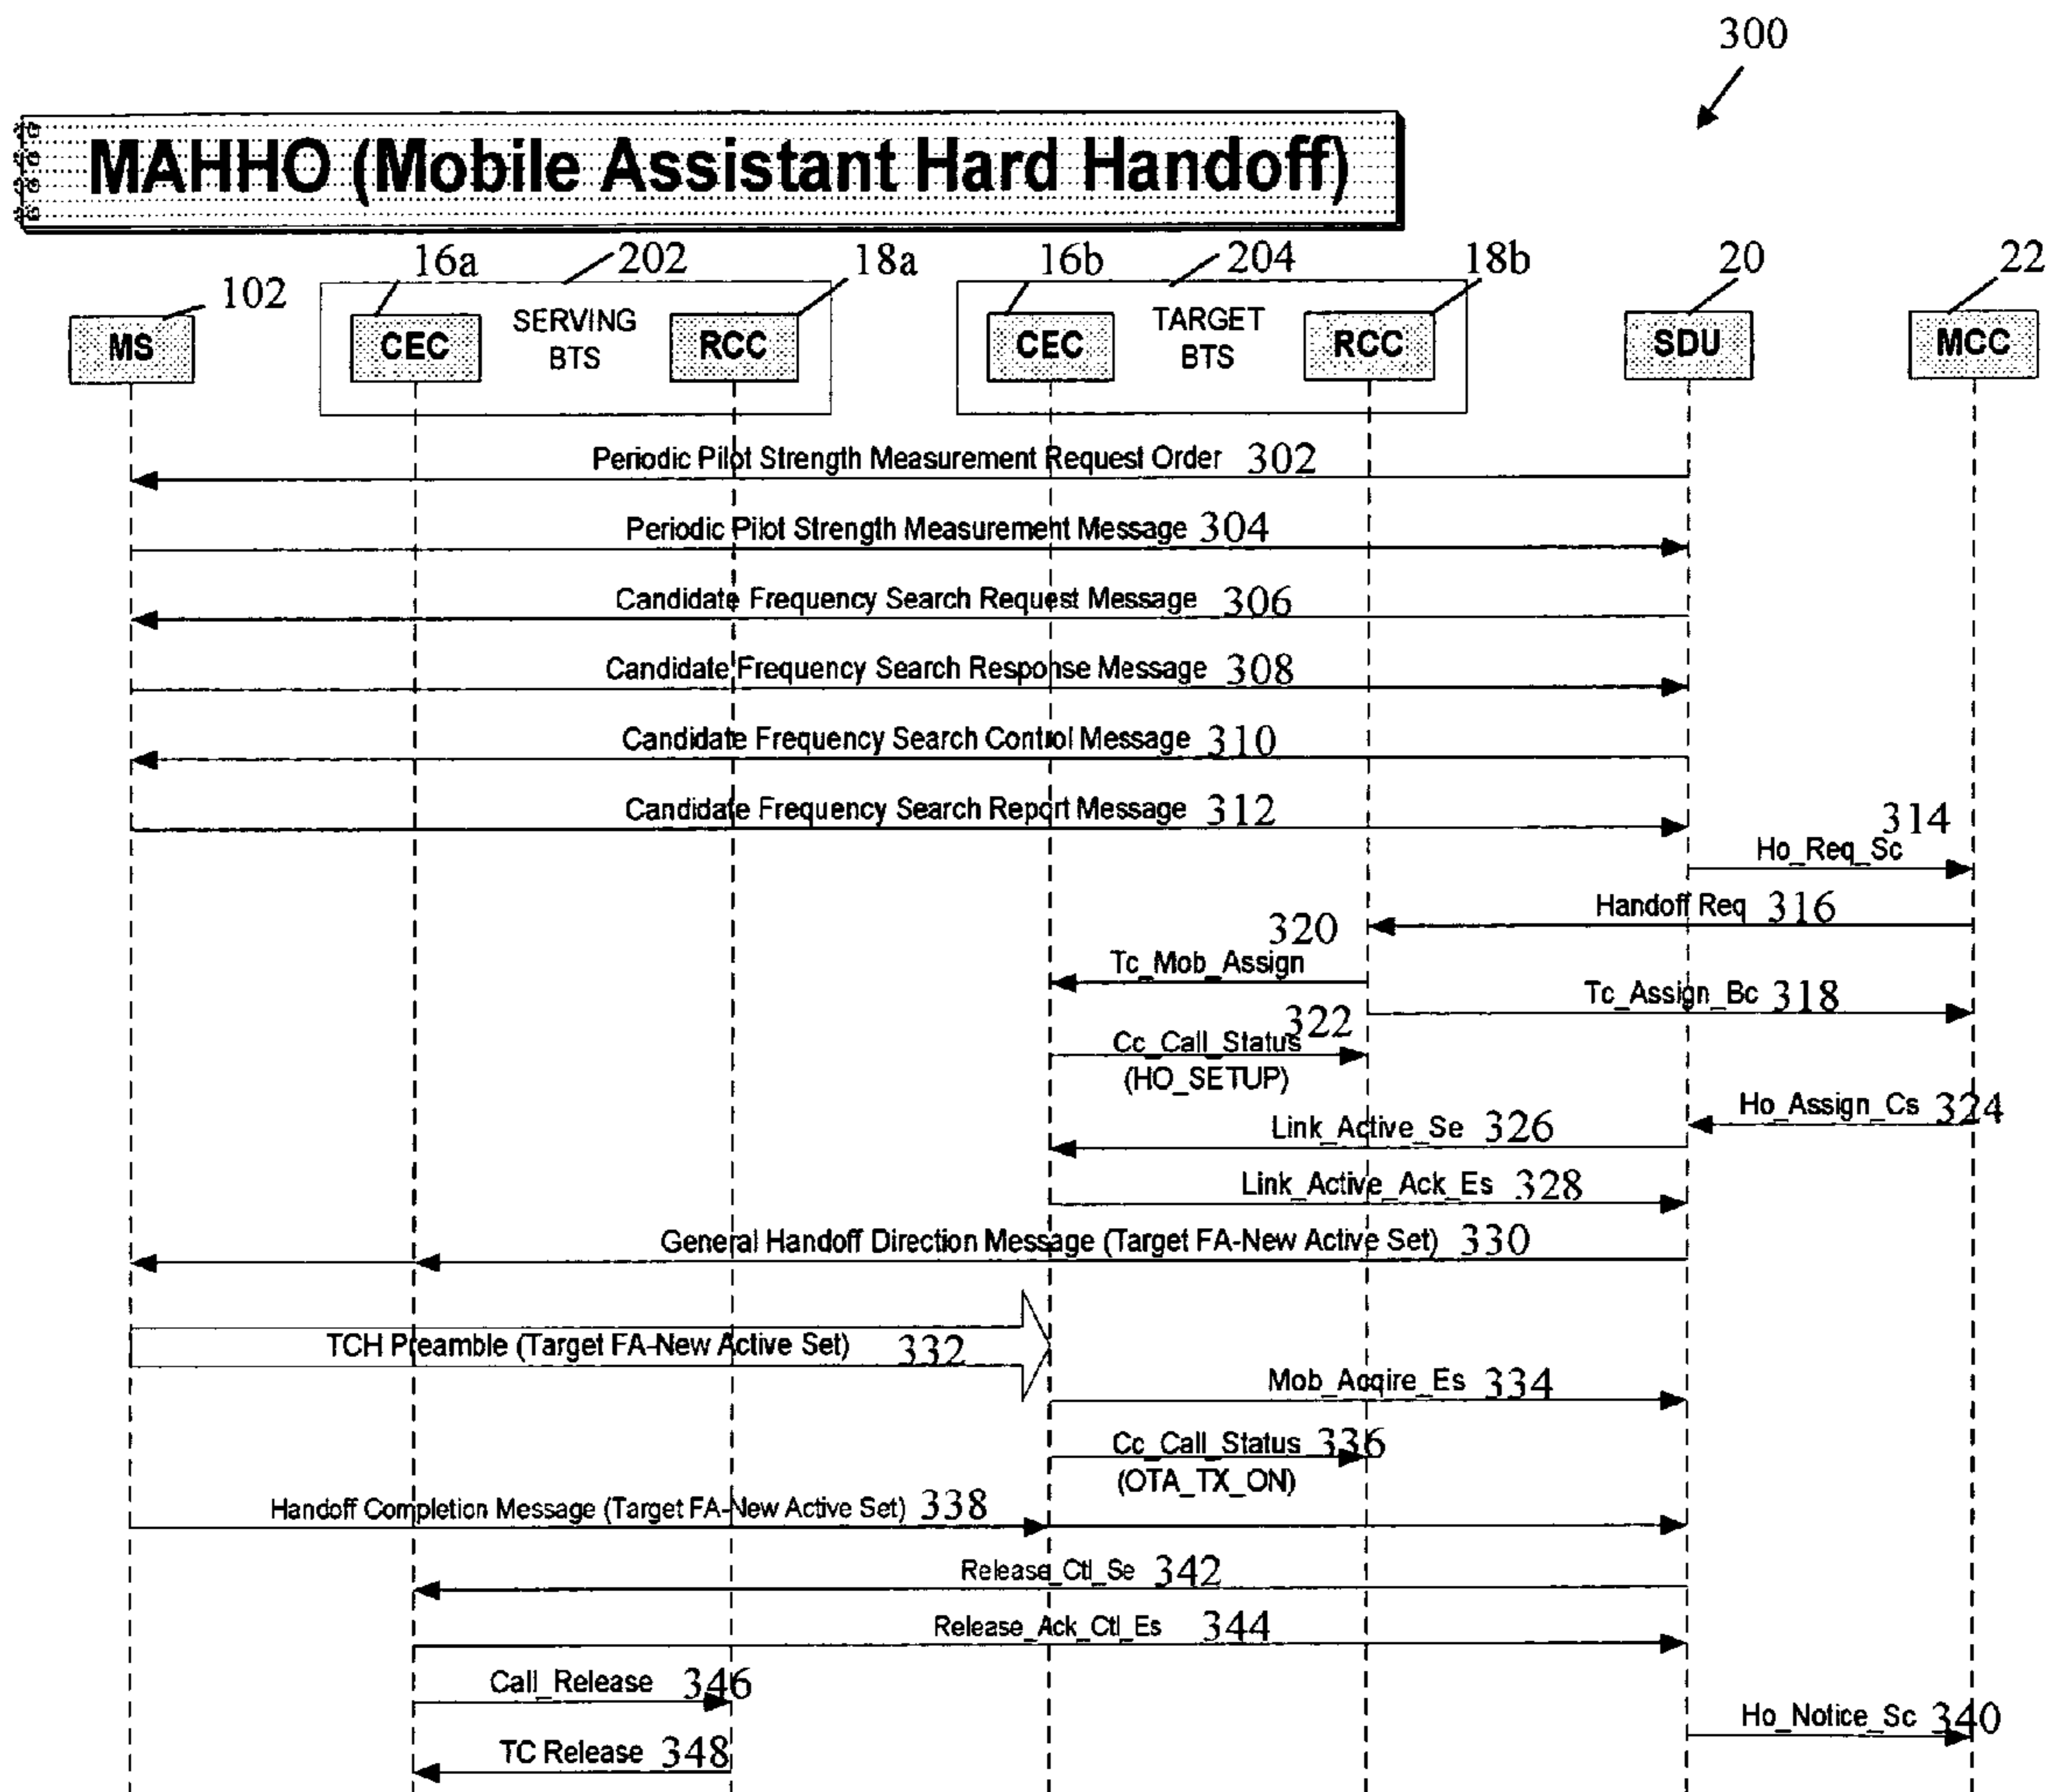 300
MAHHO (Mobile Assistant Hard Handoff)
16a 202 18a 16b 204 18b 20 22
102
MS CEC SERVING BTS RCC CEC TARGET BTS RCC SDU MCC
Periodic Pilot Strength Measurement Request Order 302
Periodic Pilot Strength Measurement Message 304
Candidate Frequency Search Request Message 306
Candidate Frequency Search Response Message 308
Candidate Frequency Search Control Message 310
Candidate Frequency Search Report Message 312
314
Ho_Req_Sc
Handoff Req 316
320
Tc_Mob_Assign
Tc_Assign_Bc 318
322
Cc_Call_Status
(HO_SETUP)
Ho_Assign_Cs 324
Link_Active_Se 326
Link_Active_Ack_Es 328
General Handoff Direction Message (Target FA-New Active Set) 330
TCH Preamble (Target FA-New Active Set) 332
Mob_Acqire_Es 334
Cc_Call_Status 336
(OTA_TX_ON)
Handoff Completion Message (Target FA-New Active Set) 338
Release_Ctl_Se 342
Release_Ack_Ctl_Es 344
Call_Release 346
Ho_Notice_Sc 340
TC Release 348